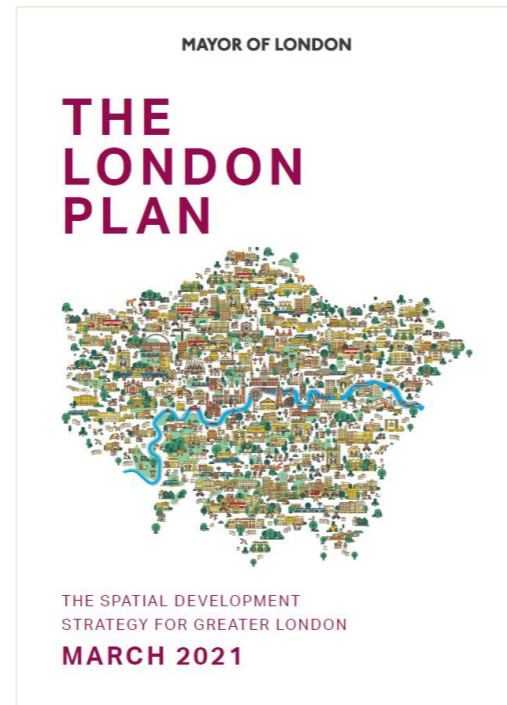 MAYOR OF LONDON
THE
LONDON
PLAN
THE SPATIAL DEVELOPMENT
STRATEGY FOR GREATER LONDON
MARCH 2021